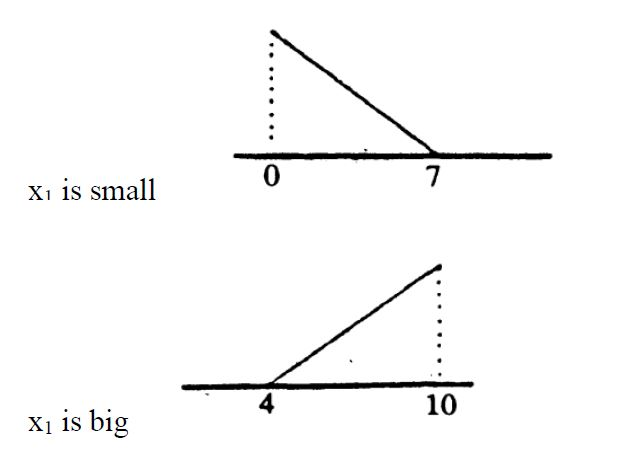 0 7
x₁ is small
4 10
x₁ is big